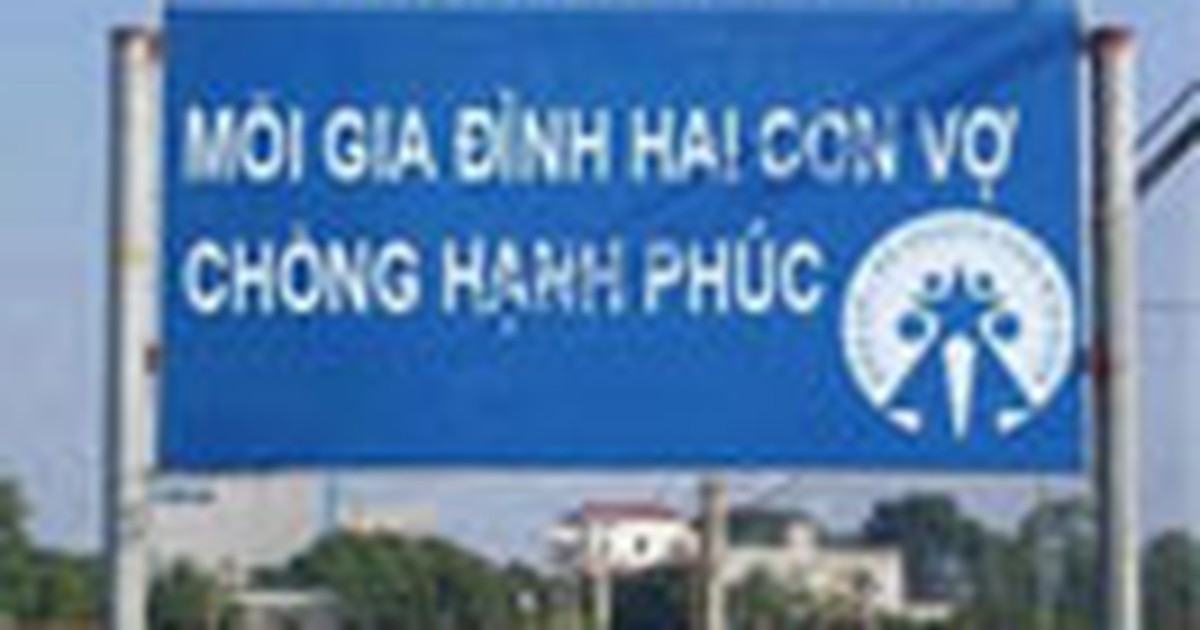 MỖI GIA ĐÌNH HAI CON VỢ
CHỒNG HẠNH PHÚC